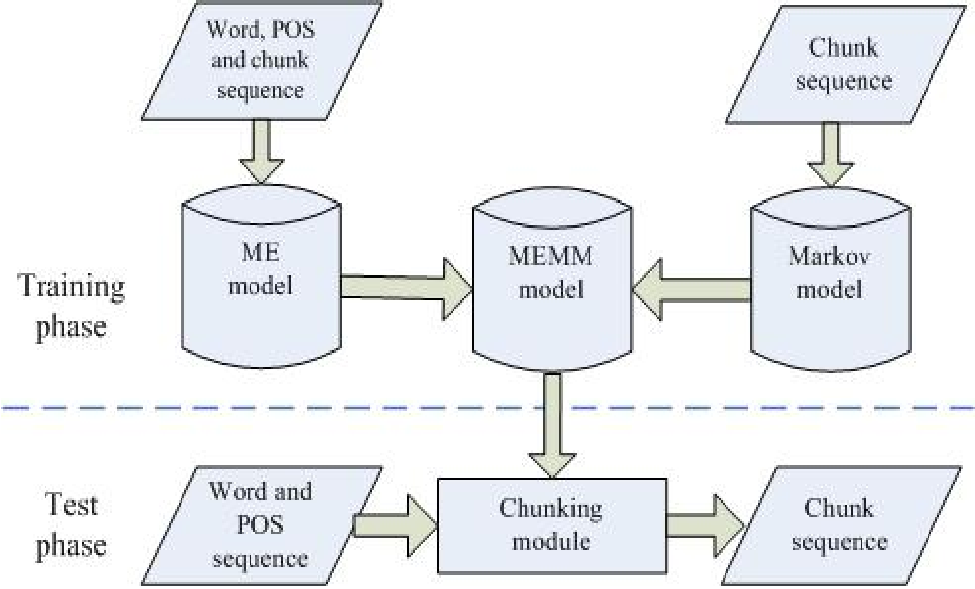 Word, POS
and chunk
sequence
Chunk
sequence
ME
model
MEMM
model
Markov
model
Training
phase
Test
phase
Word and
POS
sequence
Chunking
module
Chunk
sequence